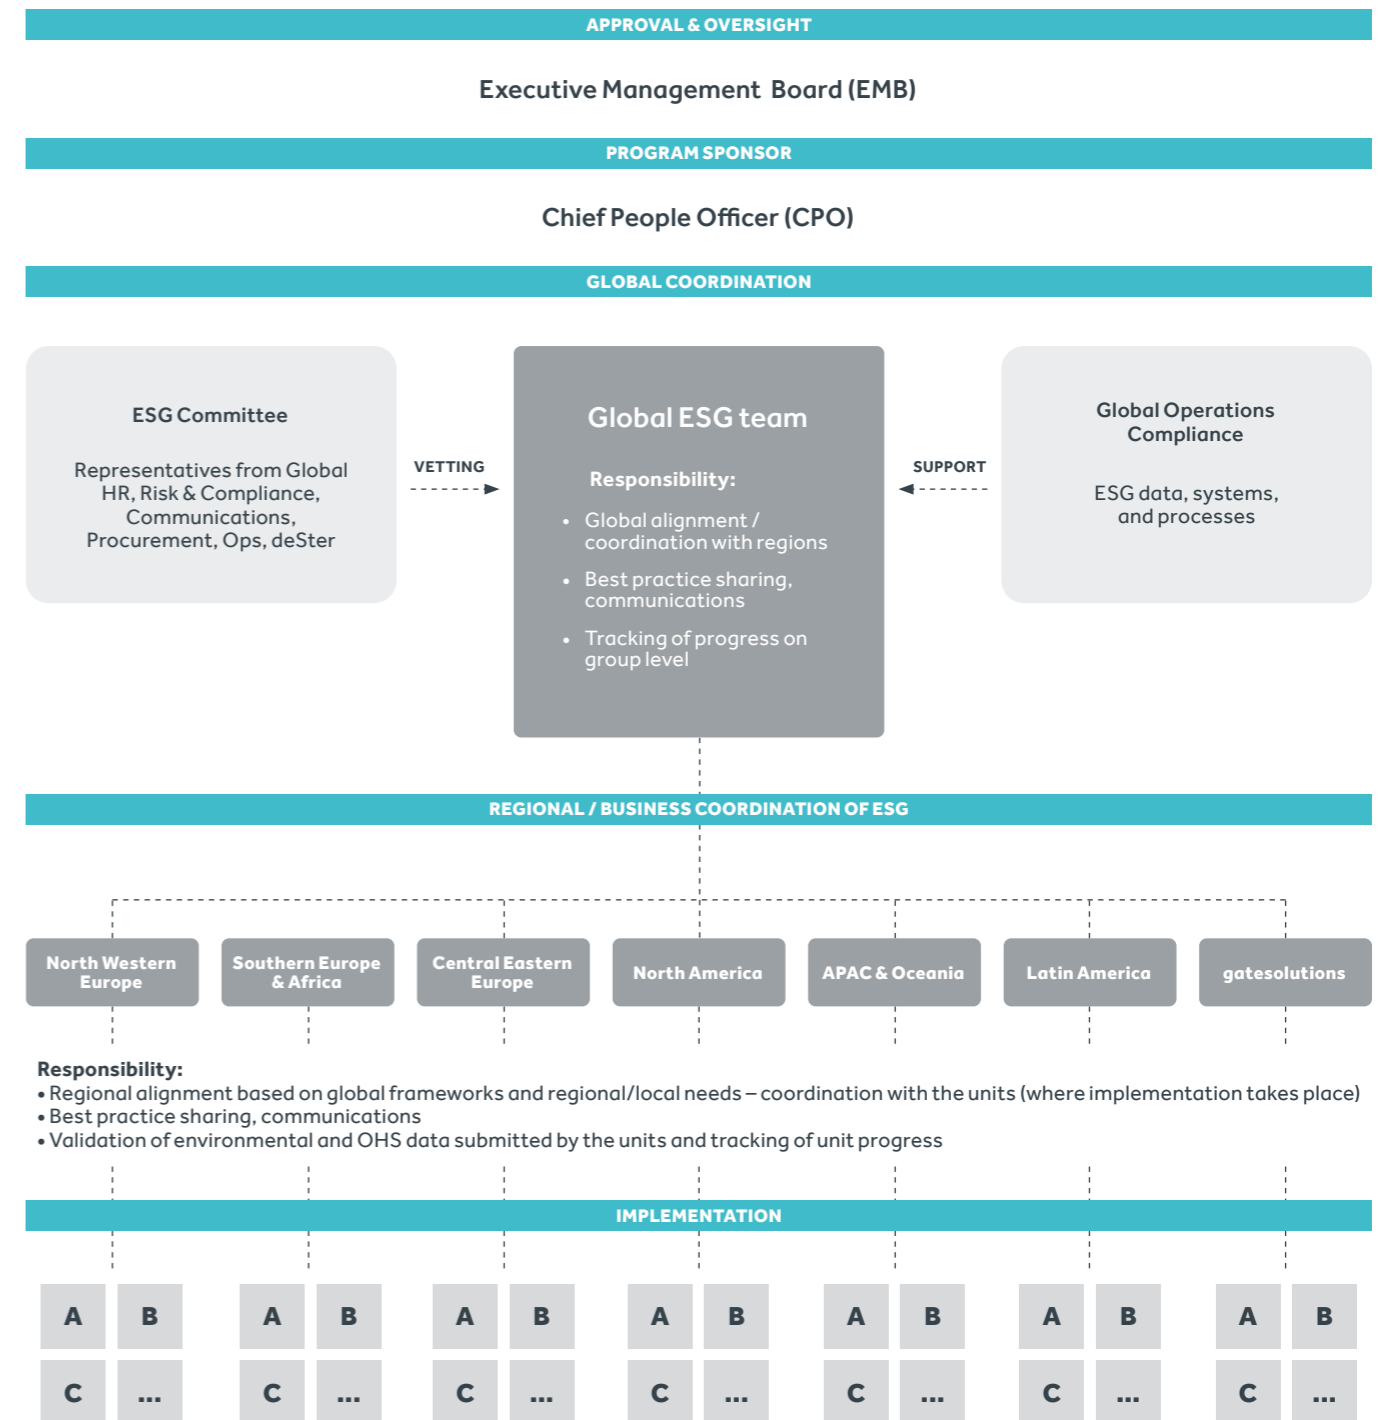 APPROVAL & OVERSIGHT
Executive Management Board (EMB)
PROGRAM SPONSOR
Chief People Officer (CPO)
GLOBAL COORDINATION
ESG Committee
Representatives from Global
HR, Risk & Compliance,
Communications,
Procurement, Ops, deSter
VETTING
Global ESG team
Responsibility:
• Global alignment /
coordination with regions
• Best practice sharing,
communications
• Tracking of progress on
group level
SUPPORT
Global Operations
Compliance
ESG data, systems,
and processes
REGIONAL / BUSINESS COORDINATION OF ESG
North Western
Europe
Southern Europe
& Africa
Central Eastern
Europe
North America
APAC & Oceania
Latin America
gatesolutions
Responsibility:
• Regional alignment based on global frameworks and regional/local needs – coordination with the units (where implementation takes place)
• Best practice sharing, communications
• Validation of environmental and OHS data submitted by the units and tracking of unit progress
IMPLEMENTATION
A B A B A B A B A B A B A B
C ... C ... C ... C ... C ... C ... C ...